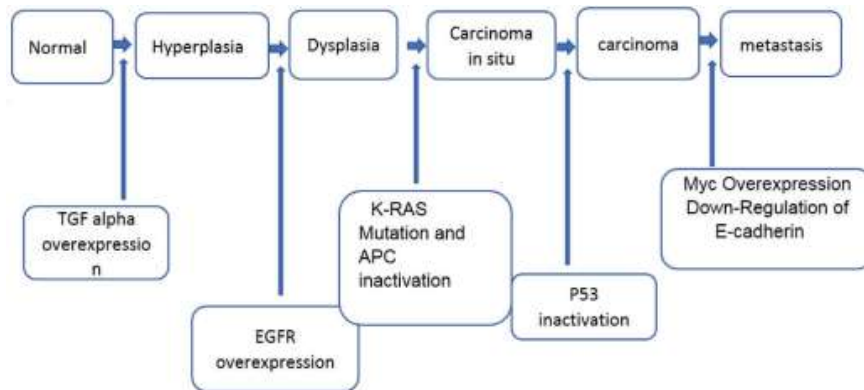 Normal
Hyperplasia
Dysplasia
Carcinoma
in situ
carcinoma
metastasis
TGF alpha
overexpressio
n
EGFR
overexpression
K-RAS
Mutation and
APC
inactivation
P53
inactivation
Myc Overexpression
Down-Regulation of
E-cadherin